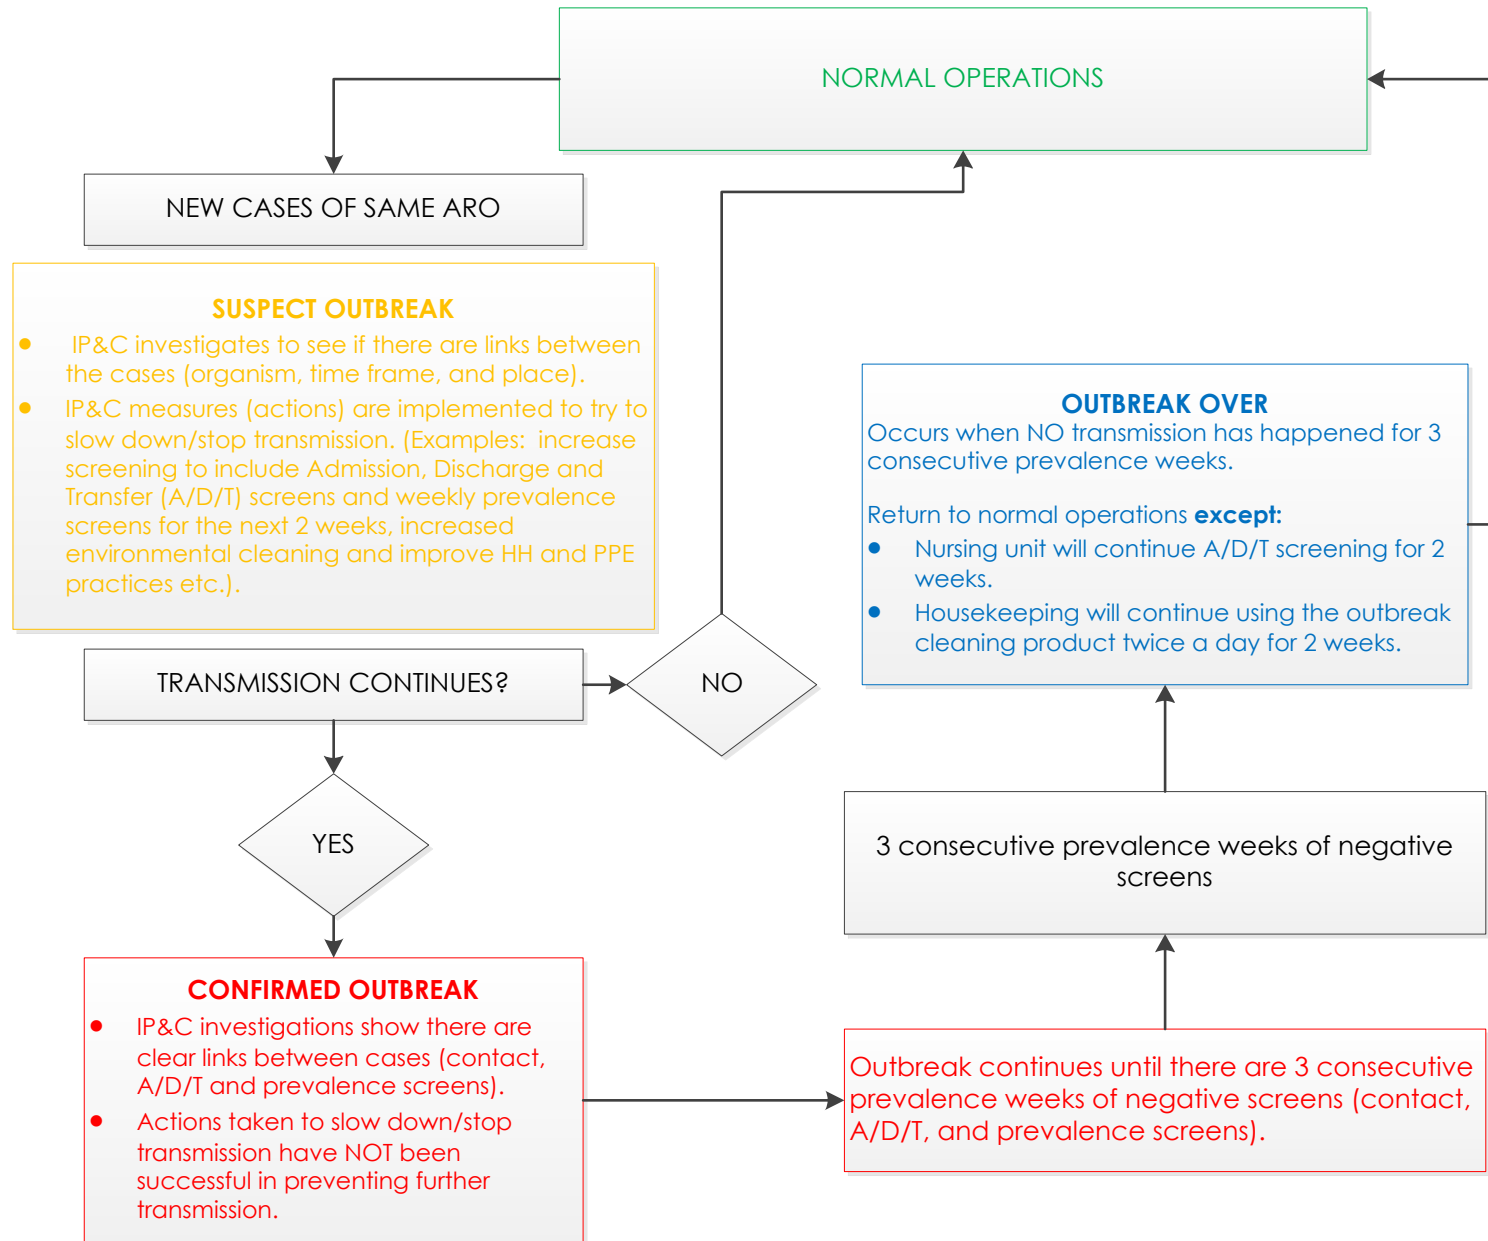 NORMAL OPERATIONS
NEW CASES OF SAME ARO
SUSPECT OUTBREAK
● IP&C investigates to see if there are links between
the cases (organism, time frame, and place).
● IP&C measures (actions) are implemented to try to
slow down/stop transmission. (Examples: increase
screening to include Admission, Discharge and
Transfer (A/D/T) screens and weekly prevalence
screens for the next 2 weeks, increased
environmental cleaning and improve HH and PPE
practices etc.).
TRANSMISSION CONTINUES?
NO
YES
CONFIRMED OUTBREAK
● IP&C investigations show there are
clear links between cases (contact,
A/D/T and prevalence screens).
● Actions taken to slow down/stop
transmission have NOT been
successful in preventing further
transmission.
Outbreak continues until there are 3 consecutive
prevalence weeks of negative screens (contact,
A/D/T, and prevalence screens).
3 consecutive prevalence weeks of negative
screens
OUTBREAK OVER
Occurs when NO transmission has happened for 3
consecutive prevalence weeks.
Return to normal operations except:
● Nursing unit will continue A/D/T screening for 2
weeks.
● Housekeeping will continue using the outbreak
cleaning product twice a day for 2 weeks.